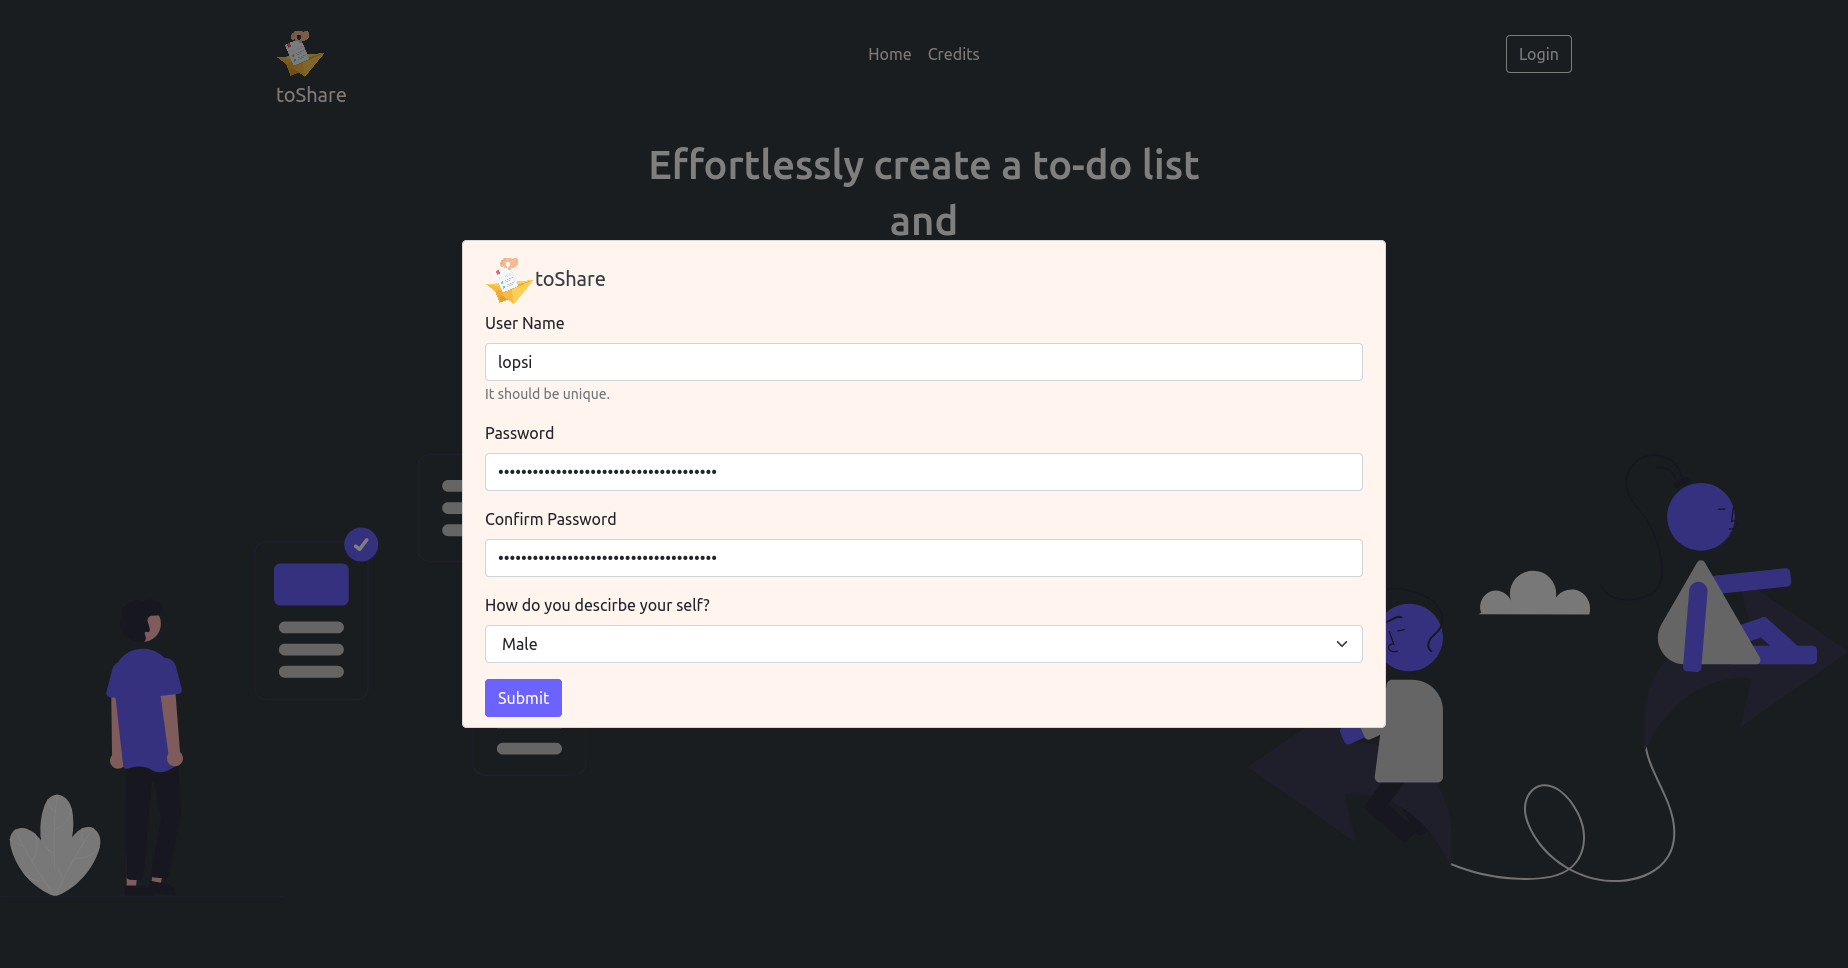 toShare
Home Credits
Login
Effortlessly create a to-do list
and
toShare
User Name
lopsi
It should be unique.
Password
••••••••••••••••••••••••••••••••••••••
Confirm Password
••••••••••••••••••••••••••••••••••••••
How do you descirbe your self?
Male
Submit